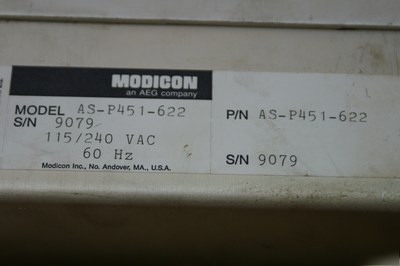 MODICON
an AEG company
MODEL AS-P451-622
S/N 9079
115/240 VAC
60 Hz
Modicon Inc., No. Andover, MA., U.S.A.
P/N AS-P451-622
S/N 9079